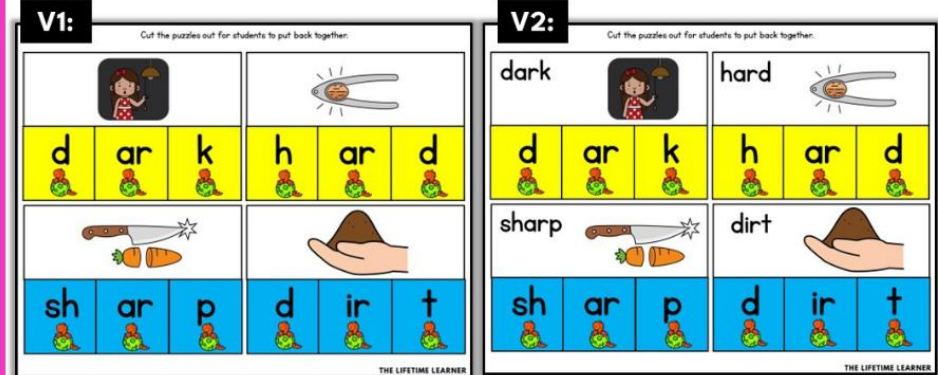 V1:
Cut the puzzles out for students to put back together.
d ar k
h ar d
sh ar p
d ir t
THE LIFETIME LEARNER
V2:
Cut the puzzles out for students to put back together.
dark
hard
d ar k
h ar d
sharp
dirt
sh ar p
d ir t
THE LIFETIME LEARNER